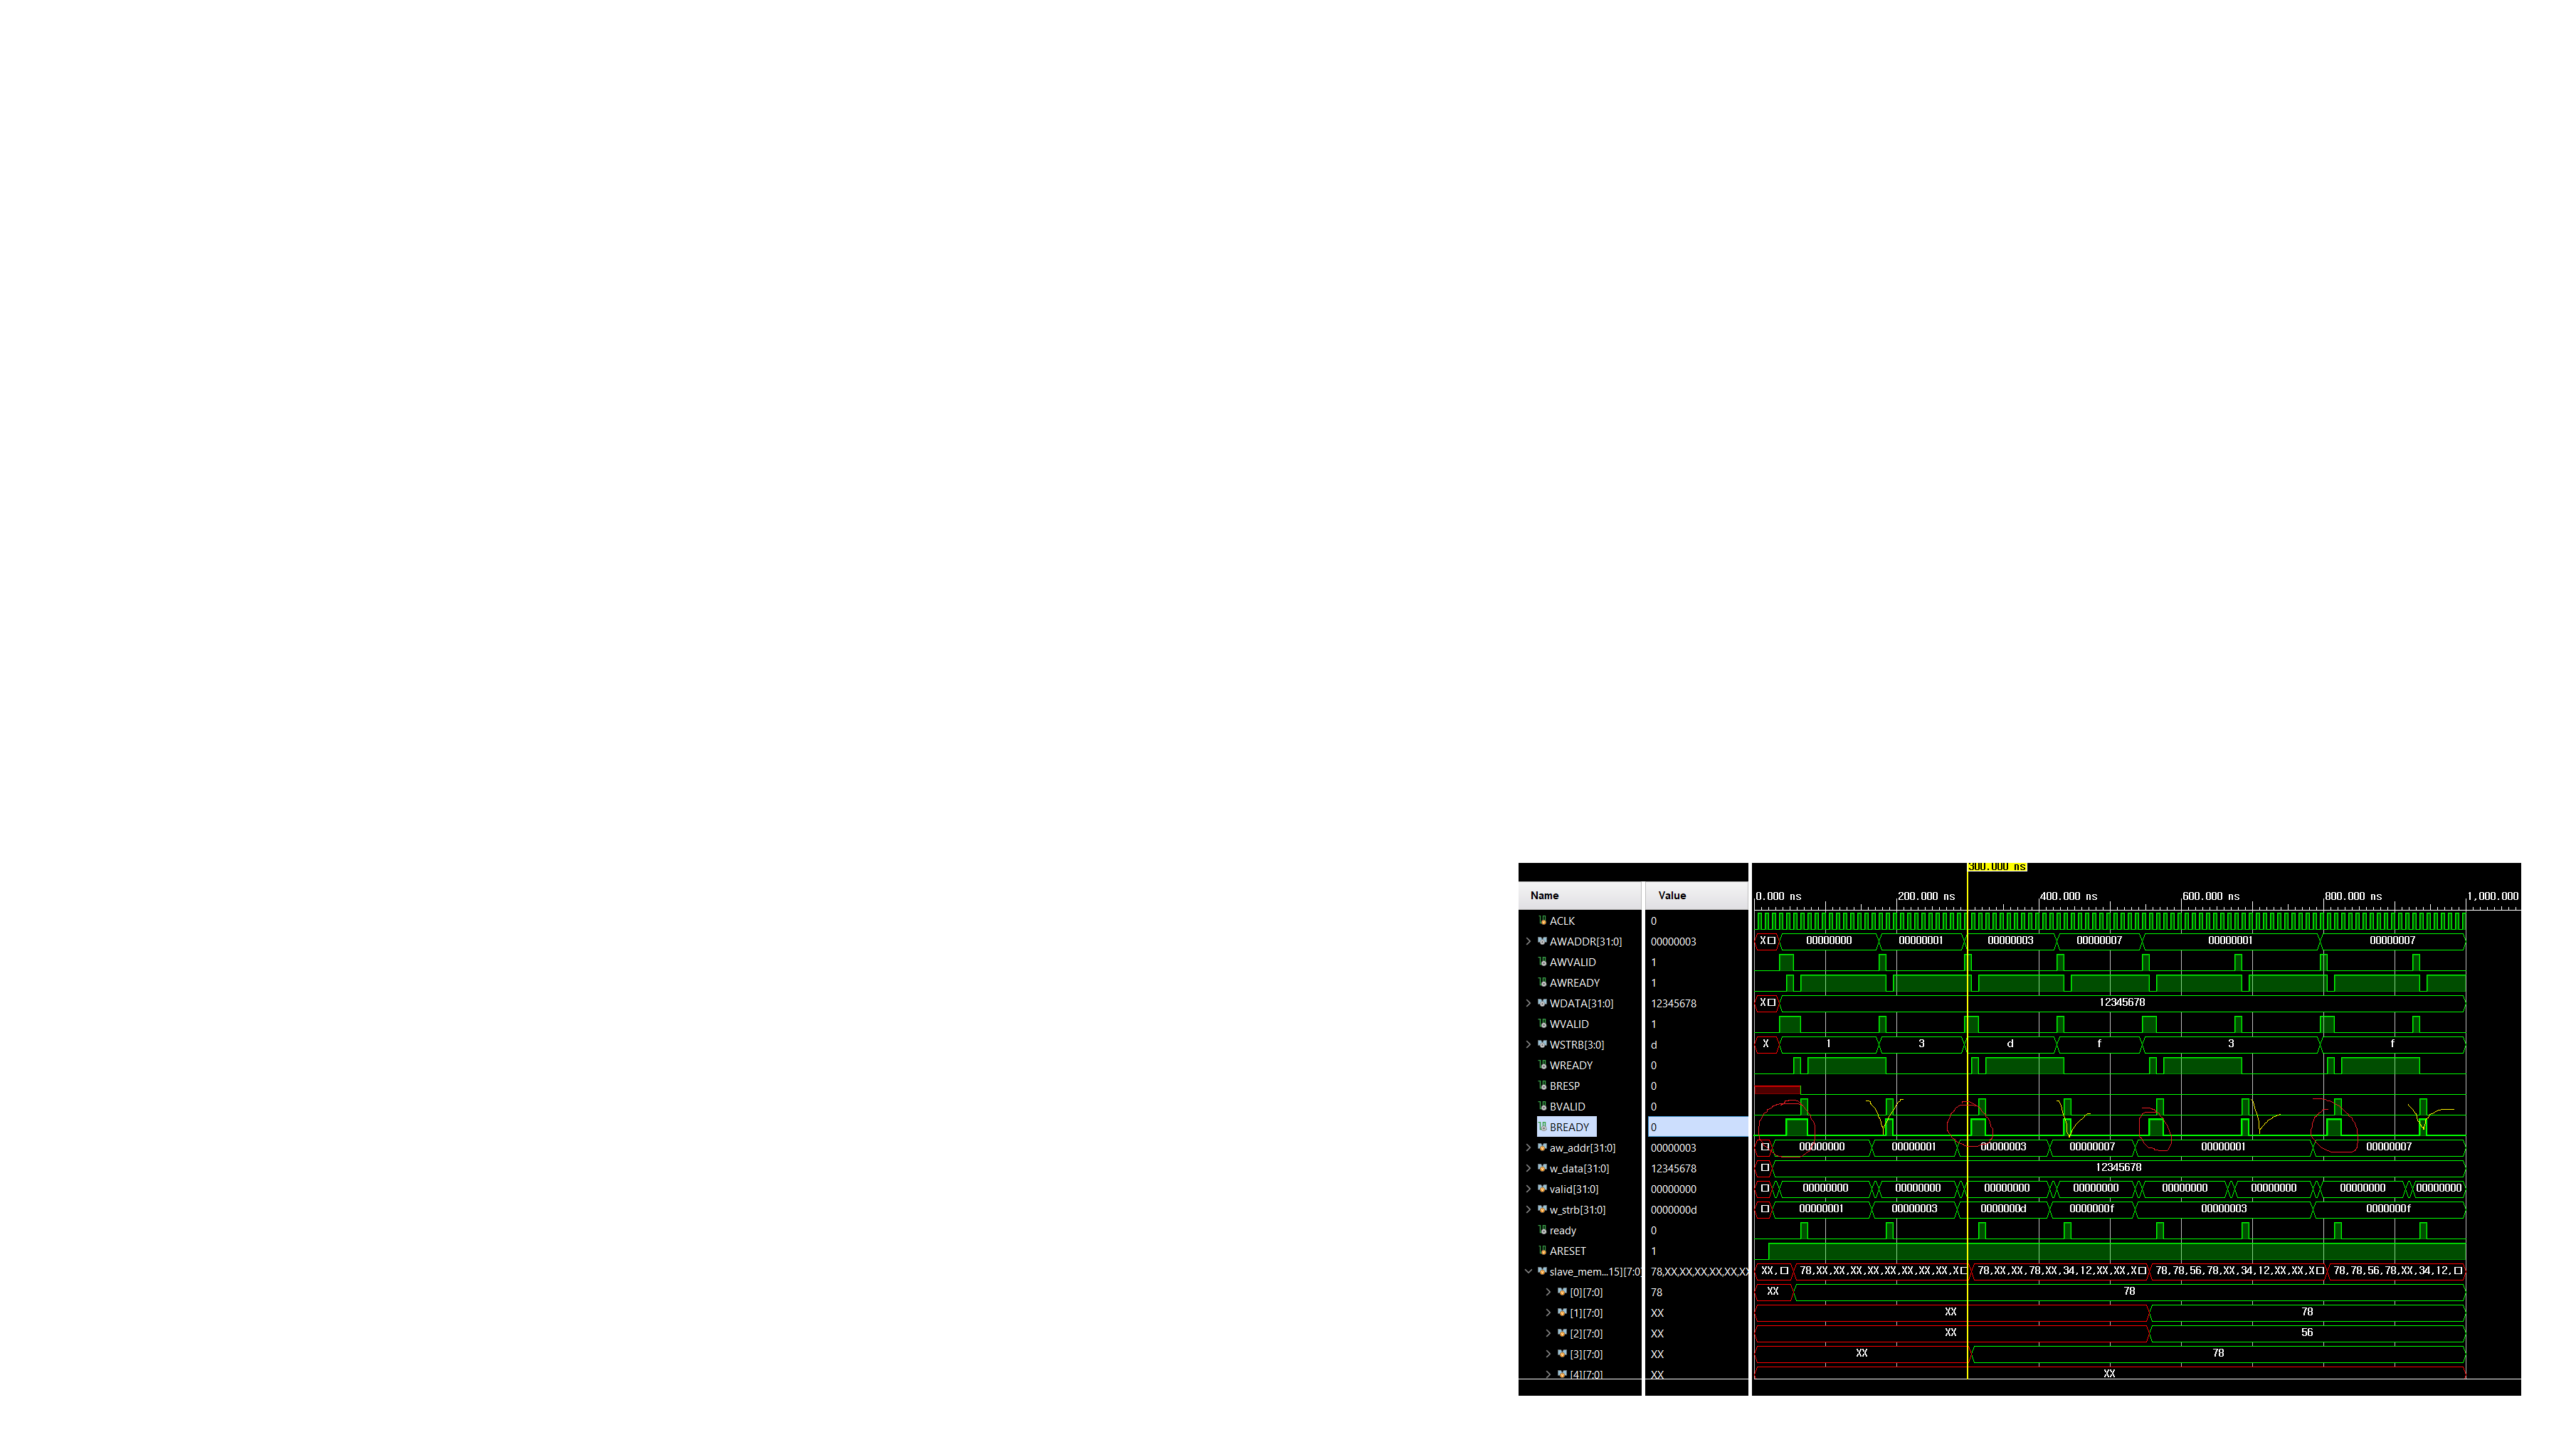 300.000 ns
Name Value 0.000 ns 200.000 ns 400.000 ns 600.000 ns 800.000 ns 1,000.000
ACLK 0
AWADDR[31:0] 00000003 X 00000000 00000001 00000003 00000007 00000001 00000007
AWVALID 1
AWREADY 1
WDATA[31:0] 12345678 X 12345678
WVALID 1
WSTRB[3:0] d X 1 3 d f 3 f
WREADY 0
BRESP 0
BVALID 0
BREADY 0
aw_addr[31:0] 00000003 00000000 00000001 00000003 00000007 00000001 00000007
w_data[31:0] 12345678 12345678
valid[31:0] 00000000 00000000 00000000 00000000 00000000 00000000 00000000 00000000 00000000
w_strb[31:0] 0000000d 00000001 00000003 0000000d 0000000f 00000003 0000000f
ready 0
ARESET 1
slave_mem...15][7:0] 78,XX,XX,XX,XX,XX,XX XX, 78,XX,XX,XX,XX,XX,XX,XX,XX,X 78,XX,XX,78,XX,34,12,XX,XX,X 78,78,56,78,XX,34,12,XX,XX,X 78,78,56,78,XX,34,12,
[0][7:0] 78 XX 78
[1][7:0] XX XX 78
[2][7:0] XX XX 56
[3][7:0] XX XX 78
[4][7:0] XX XX